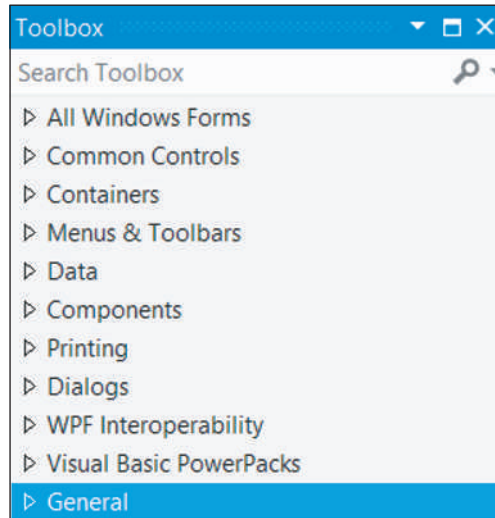 Toolbox
Search Toolbox
All Windows Forms
Common Controls
Containers
Menus & Toolbars
Data
Components
Printing
Dialogs
WPF Interoperability
Visual Basic PowerPacks
General